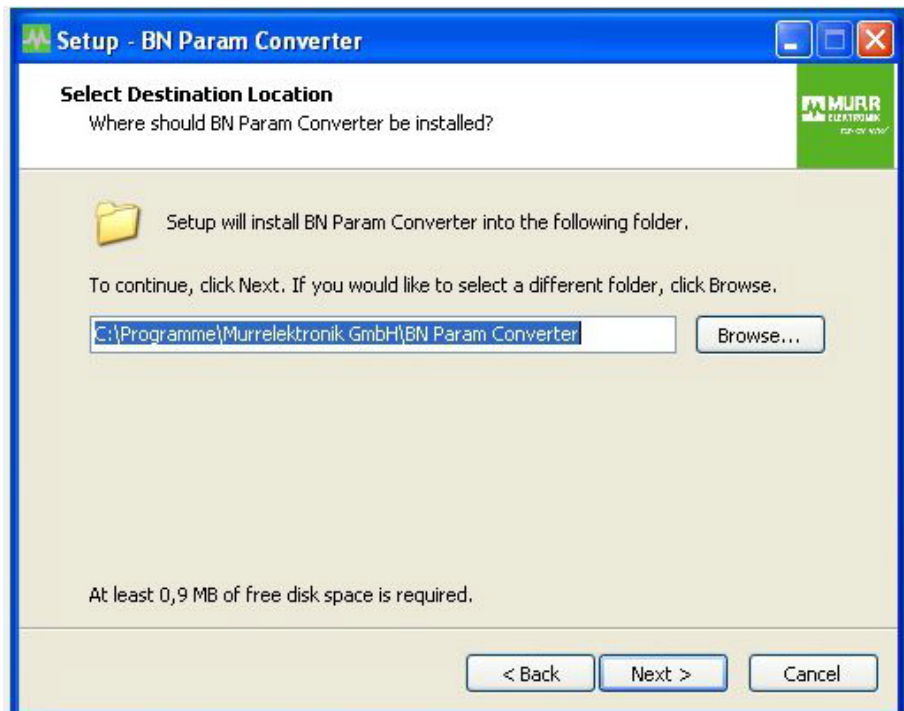 Setup - BN Param Converter
Select Destination Location
Where should BN Param Converter be installed?
MURR
ELEKTRONIK
Setup will install BN Param Converter into the following folder.
To continue, click Next. If you would like to select a different folder, click Browse.
C:\Programme\Murrelektronik GmbH\BN Param Converter
Browse...
At least 0,9 MB of free disk space is required.
< Back
Next >
Cancel